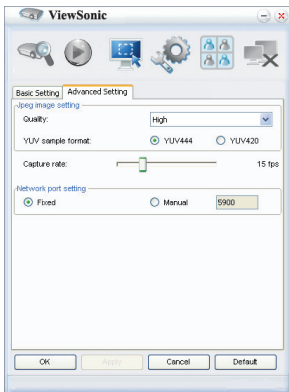 ViewSonic
Basic Setting Advanced Setting
Jpeg image setting
Quality: High
YUV sample format: YUV444 YUV420
Capture rate: 15 fps
Network port setting
Fixed Manual 5900
OK Apply Cancel Default